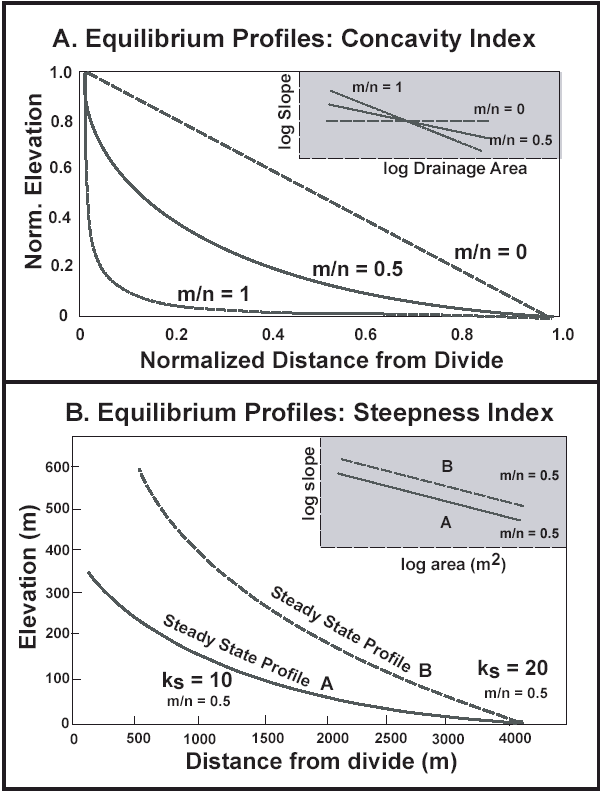 A. Equilibrium Profiles: Concavity Index
Norm. Elevation
1.0
0.8
0.6
0.4
0.2
0
log Slope
m/n = 1
m/n = 0
m/n = 0.5
log Drainage Area
m/n = 0
m/n = 0.5
m/n = 1
0
0.2
0.4
0.6
0.8
1.0
Normalized Distance from Divide
B. Equilibrium Profiles: Steepness Index
Elevation (m)
600
500
400
300
200
100
0
log slope
B
m/n = 0.5
A
m/n = 0.5
log area (m2)
Steady State Profile B
Steady State Profile A
ks = 20
m/n = 0.5
ks = 10
m/n = 0.5
0
500
1000
1500
2000
2500
3000
4000
Distance from divide (m)